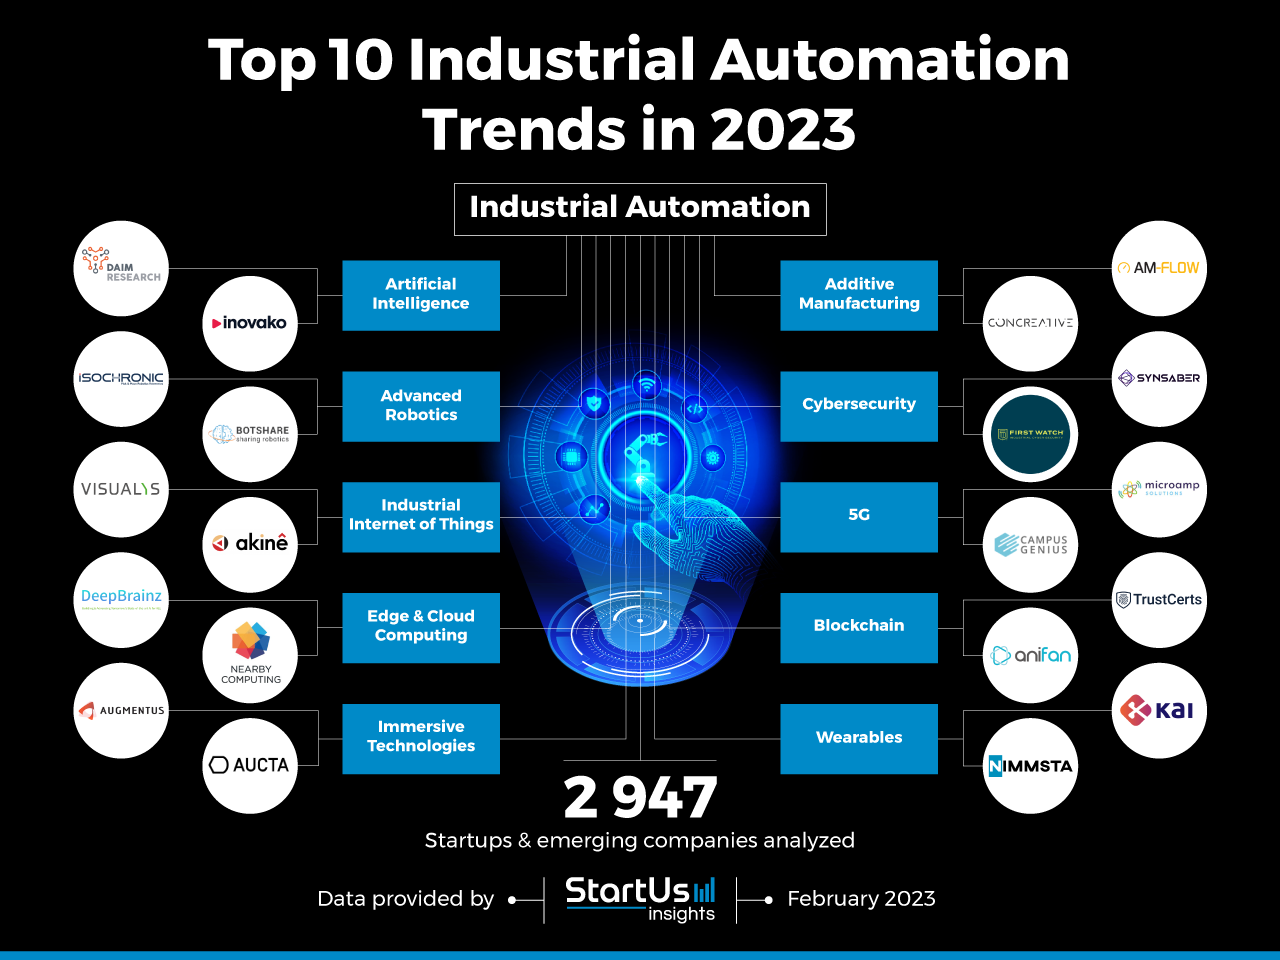 Top 10 Industrial Automation
Trends in 2023
Industrial Automation
DAIM
RESEARCH
inovako
Artificial
Intelligence
iSOCHRONIC
BOTSHARE
sharing robotics
Advanced
Robotics
VISUALYS
akinê
Industrial
Internet of Things
DeepBrainz
NEARBY
COMPUTING
Edge & Cloud
Computing
AUGMENTUS
AUCTA
Immersive
Technologies
Additive
Manufacturing
AM-FLOW
CONCREATIVE
Cybersecurity
SYNSABER
FIRST WATCH
5G
microamp
SOLUTIONS
CAMPUS
GENIUS
Blockchain
TrustCerts
anifan
Wearables
KAI
NIMMSTA
2 947
Startups & emerging companies analyzed
Data provided by
StartUs
insights
February 2023